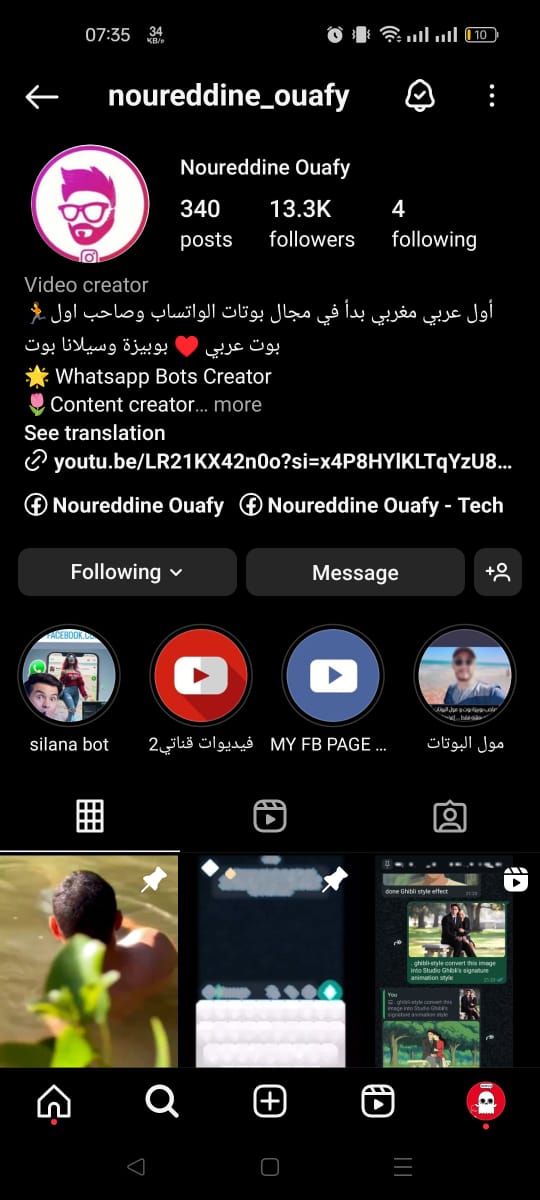 07:35
34
KB/s
10
noureddine_ouafy
Noureddine Ouafy
340
13.3K
4
posts
followers
following
Video creator
أول عربي مغربي بدأ في مجال بوتات الواتساب وصاحب اول🏃
بوت عربي ❤️ بوبيزة وسيلانا بوت
🌟 Whatsapp Bots Creator
🌷Content creator... more
See translation
youtu.be/LR21KX42n0o?si=x4P8HYlKLTqYzU8...
Noureddine Ouafy
Noureddine Ouafy - Tech
Following
Message
FACEBOOK.CO
silana bot
فيديوات قناتي2
MY FB PAGE ...
مول البوتات
done Ghibli style effect
. ghibli-style convert this image
into Studio Ghibli's signature
animation style
You
. ghibli-style convert this
image into Studio Ghibli's
signature animation style